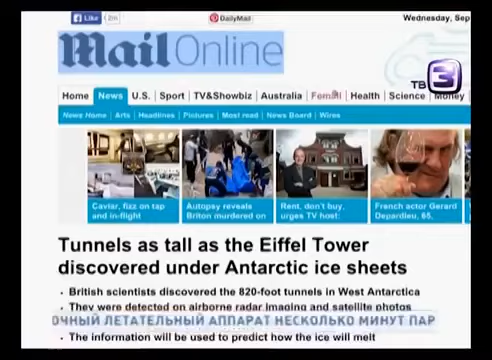 Like 2m
DailyMail
Wednesday, Sep
Mail Online
ТВ 3
Home News U.S. Sport TV&Showbiz Australia Femail Health Science Money
News Home Arts Headlines Pictures Most read News Board Wires
Caviar, fizz on tap
and in-flight
Autopsy reveals
Briton murdered on
Rent, don't buy,
urges TV host:
French actor Gerard
Depardieu, 65,
Tunnels as tall as the Eiffel Tower
discovered under Antarctic ice sheets
British scientists discovered the 820-foot tunnels in West Antarctica
They were detected on airborne radar imaging and satellite photos
ОЧНЫЙ ЛЕТАТЕЛЬНЫЙ АППАРАТ НЕСКОЛЬКО МИНУТ ПАР
The information will be used to predict how the ice will melt